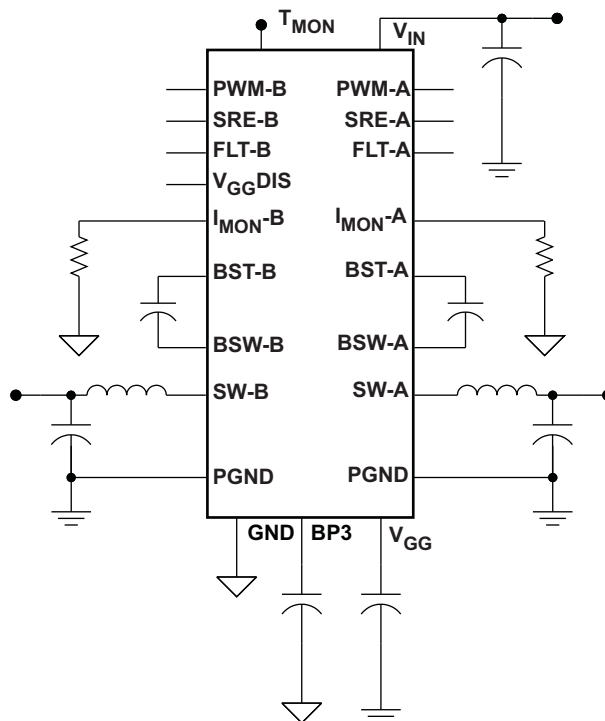 TMON
VIN
PWM-B PWM-A
SRE-B SRE-A
FLT-B FLT-A
VGGDIS
IMON-B IMON-A
BST-B BST-A
BSW-B BSW-A
SW-B SW-A
PGND PGND
GND BP3 VGG